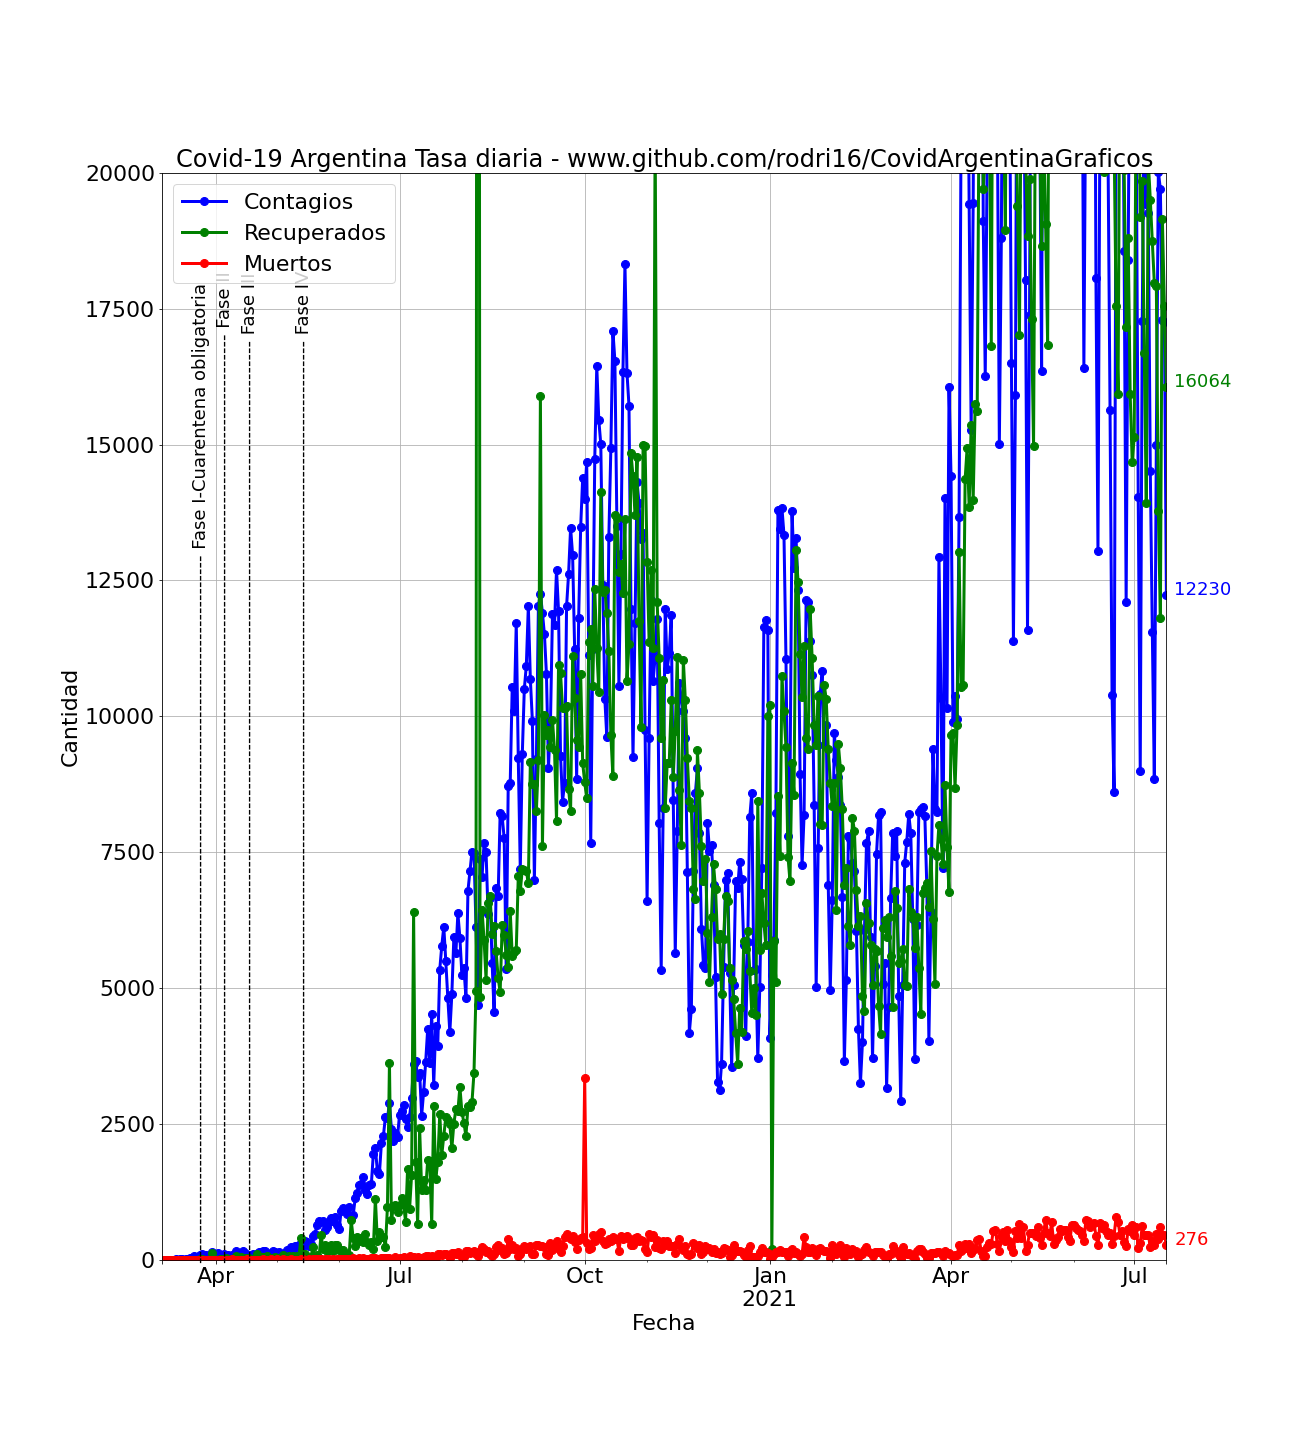 Covid-19 Argentina Tasa diaria - www.github.com/rodri16/CovidArgentinaGraficos
20000
17500
15000
12500
10000
7500
5000
2500
0
Cantidad
Contagios
Recuperados
Muertos
Fase I-Cuarentena obligatoria
Fase II
Fase III
Fase IV
16064
12230
276
Apr
Jul
Oct
Jan
2021
Apr
Jul
Fecha